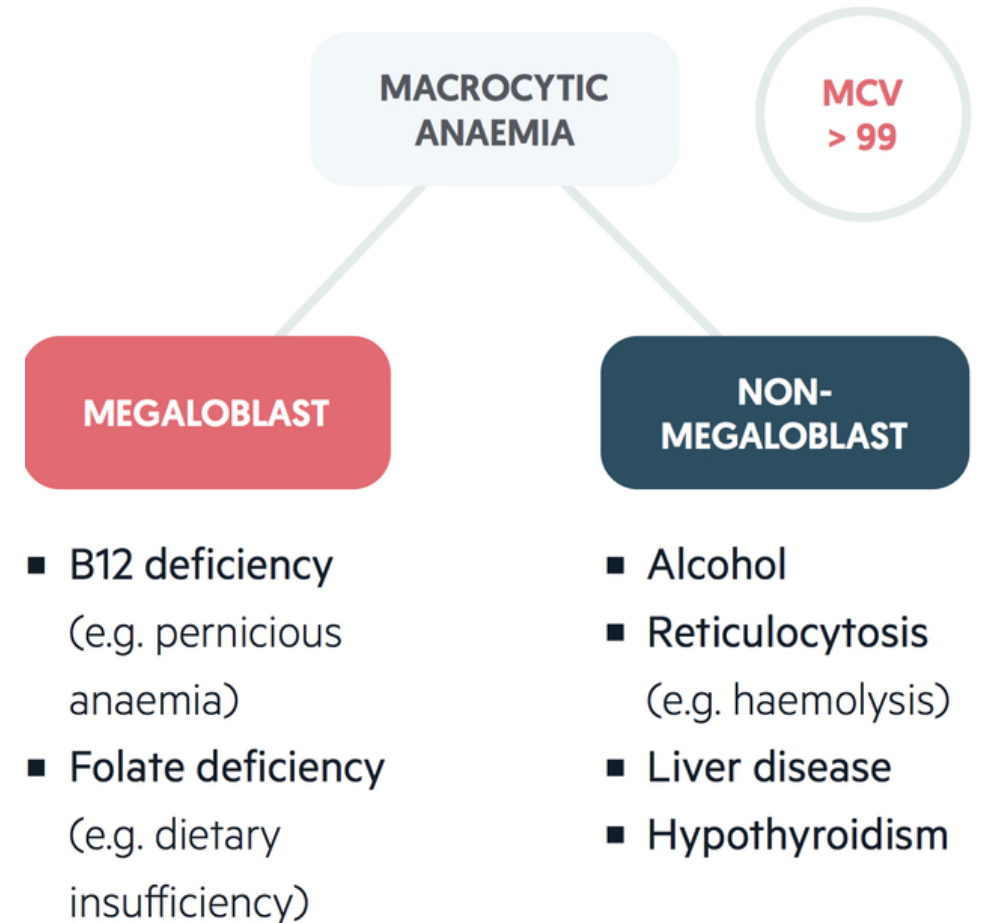 MACROCYTIC
ANAEMIA
MCV
> 99
MEGALOBLAST
NON-
MEGALOBLAST
▪ B12 deficiency
(e.g. pernicious
anaemia)
▪ Folate deficiency
(e.g. dietary
insufficiency)
▪ Alcohol
▪ Reticulocytosis
(e.g. haemolysis)
▪ Liver disease
▪ Hypothyroidism